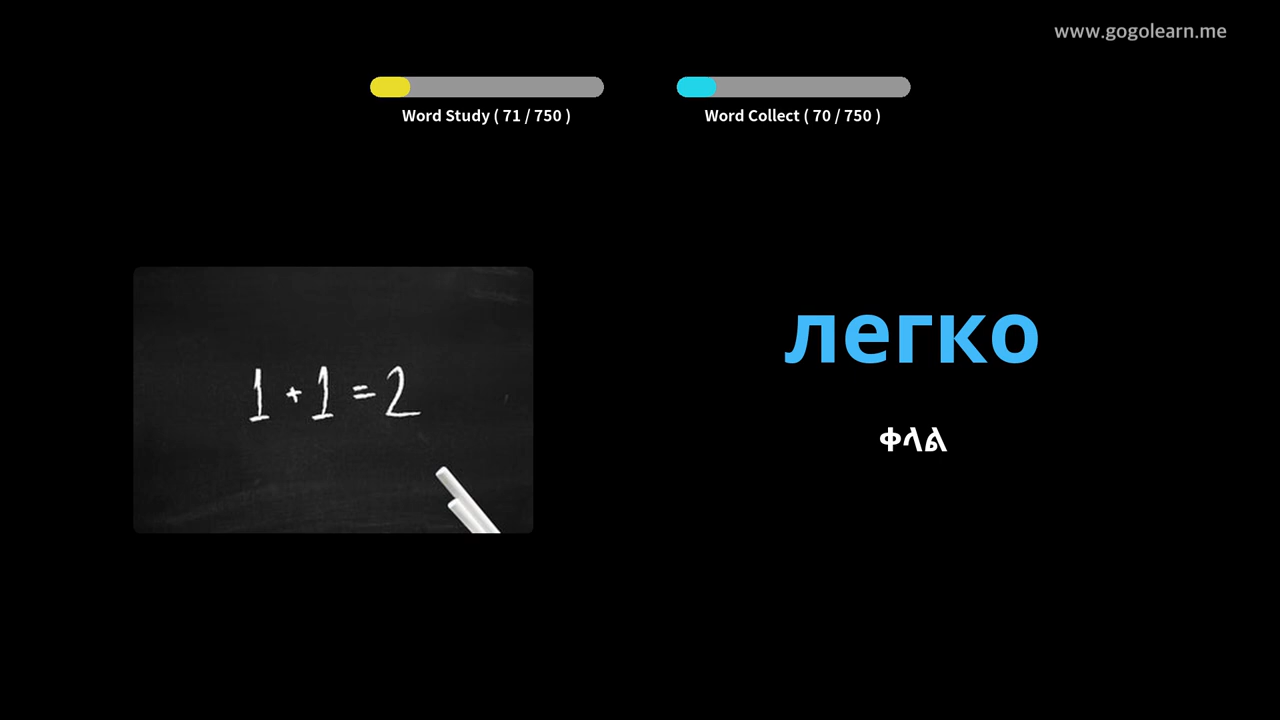 www.gogolearn.me
Word Study ( 71 / 750 )
Word Collect ( 70 / 750 )
1 + 1 = 2
легко
ቀላል